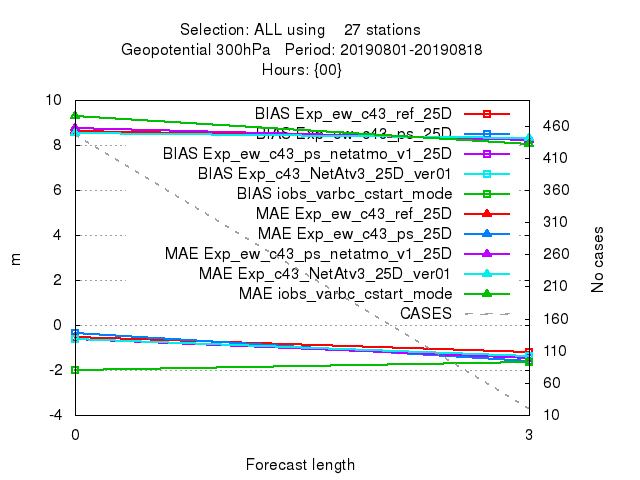 Selection: ALL using 27 stations
Geopotential 300hPa Period: 20190801-20190818
Hours: {00}
10
8
6
4
2
0
-2
-4
m
BIAS Exp_ew_c43_ref_25D
BIAS Exp_ew_c43_ps_25D
BIAS Exp_ew_c43_ps_netatmo_v1_25D
BIAS Exp_c43_NetAtv3_25D_ver01
BIAS iobs_varbc_cstart_mode
MAE Exp_ew_c43_ref_25D
MAE Exp_ew_c43_ps_25D
MAE Exp_ew_c43_ps_netatmo_v1_25D
MAE Exp_c43_NetAtv3_25D_ver01
MAE iobs_varbc_cstart_mode
CASES
460
410
360
310
260
210
160
110
60
10
No cases
0
3
Forecast length